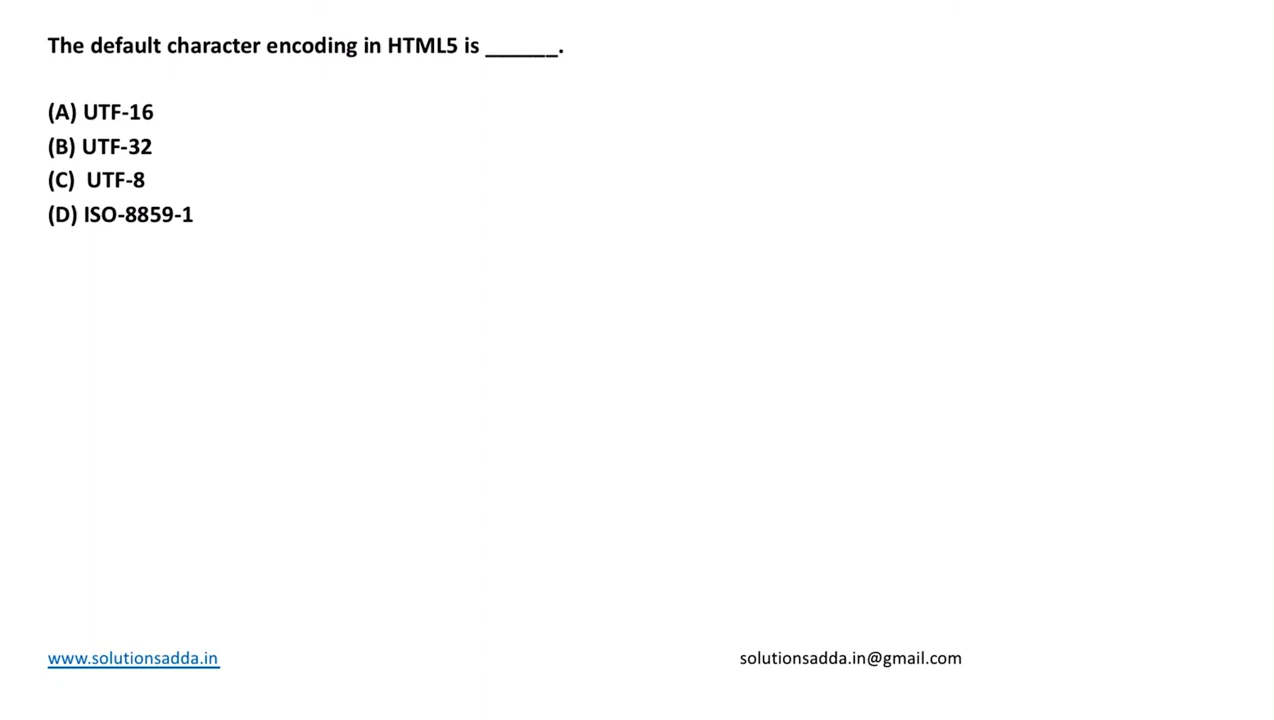 The default character encoding in HTML5 is ______.
(A) UTF-16
(B) UTF-32
(C) UTF-8
(D) ISO-8859-1
www.solutionsadda.in
solutionsadda.in@gmail.com